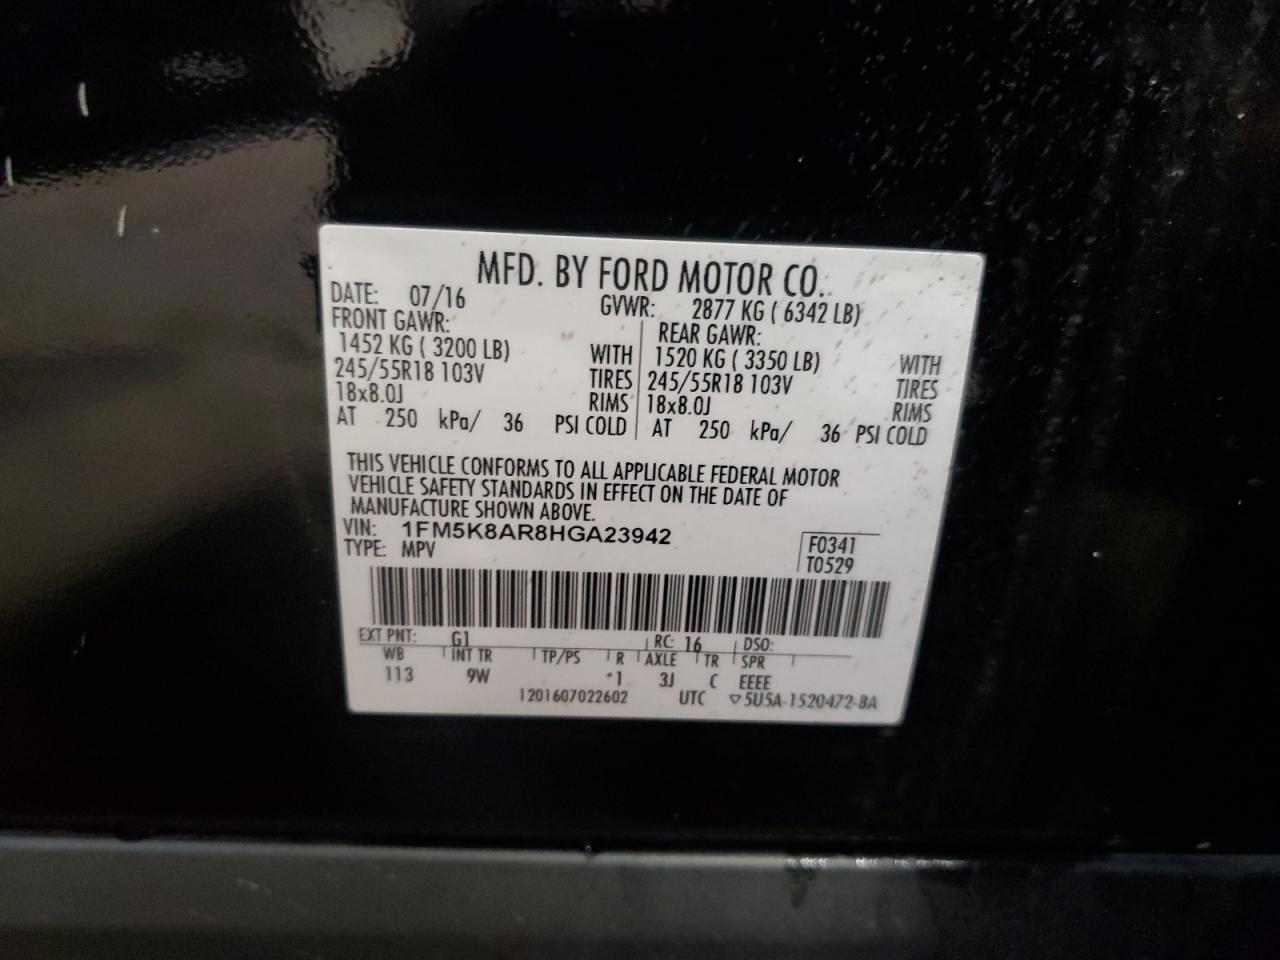 MFD. BY FORD MOTOR CO.
DATE: 07/16 GVWR: 2877 KG ( 6342 LB)
FRONT GAWR: REAR GAWR:
1452 KG ( 3200 LB) WITH 1520 KG ( 3350 LB) WITH
245/55R18 103V TIRES 245/55R18 103V TIRES
18x8.0J RIMS 18x8.0J RIMS
AT 250 kPa/ 36 PSI COLD AT 250 kPa/ 36 PSI COLD
THIS VEHICLE CONFORMS TO ALL APPLICABLE FEDERAL MOTOR
VEHICLE SAFETY STANDARDS IN EFFECT ON THE DATE OF
MANUFACTURE SHOWN ABOVE.
VIN: 1FM5K8AR8HGA23942
TYPE: MPV
F0341
T0529
EXT PNT: G1 RC: 16 DSO:
WB INT TR TP/PS R AXLE TR SPR
113 9W *1 3J C EEEE
1201607022602 UTC ▽5U5A-1520472-BA